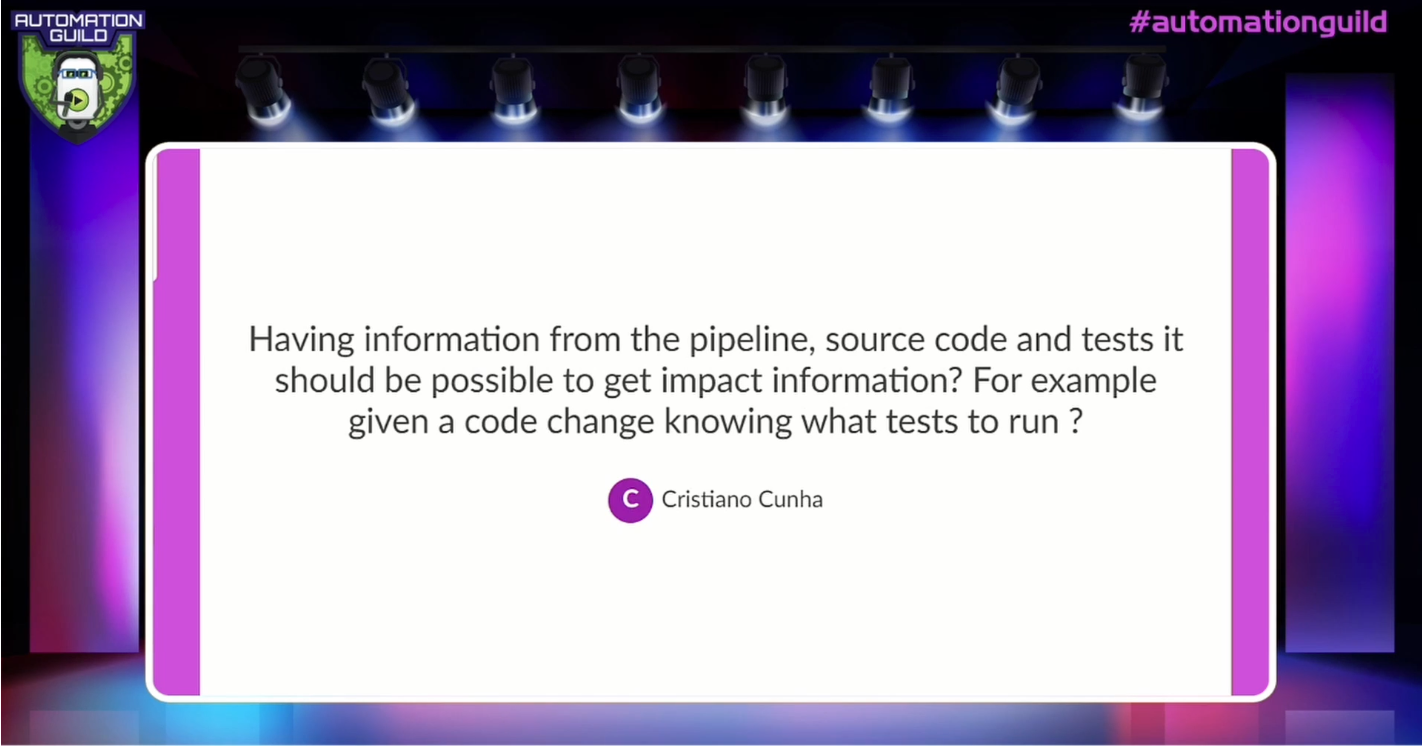 AUTOMATION
GUILD
#automationguild
Having information from the pipeline, source code and tests it
should be possible to get impact information? For example
given a code change knowing what tests to run ?
C Cristiano Cunha